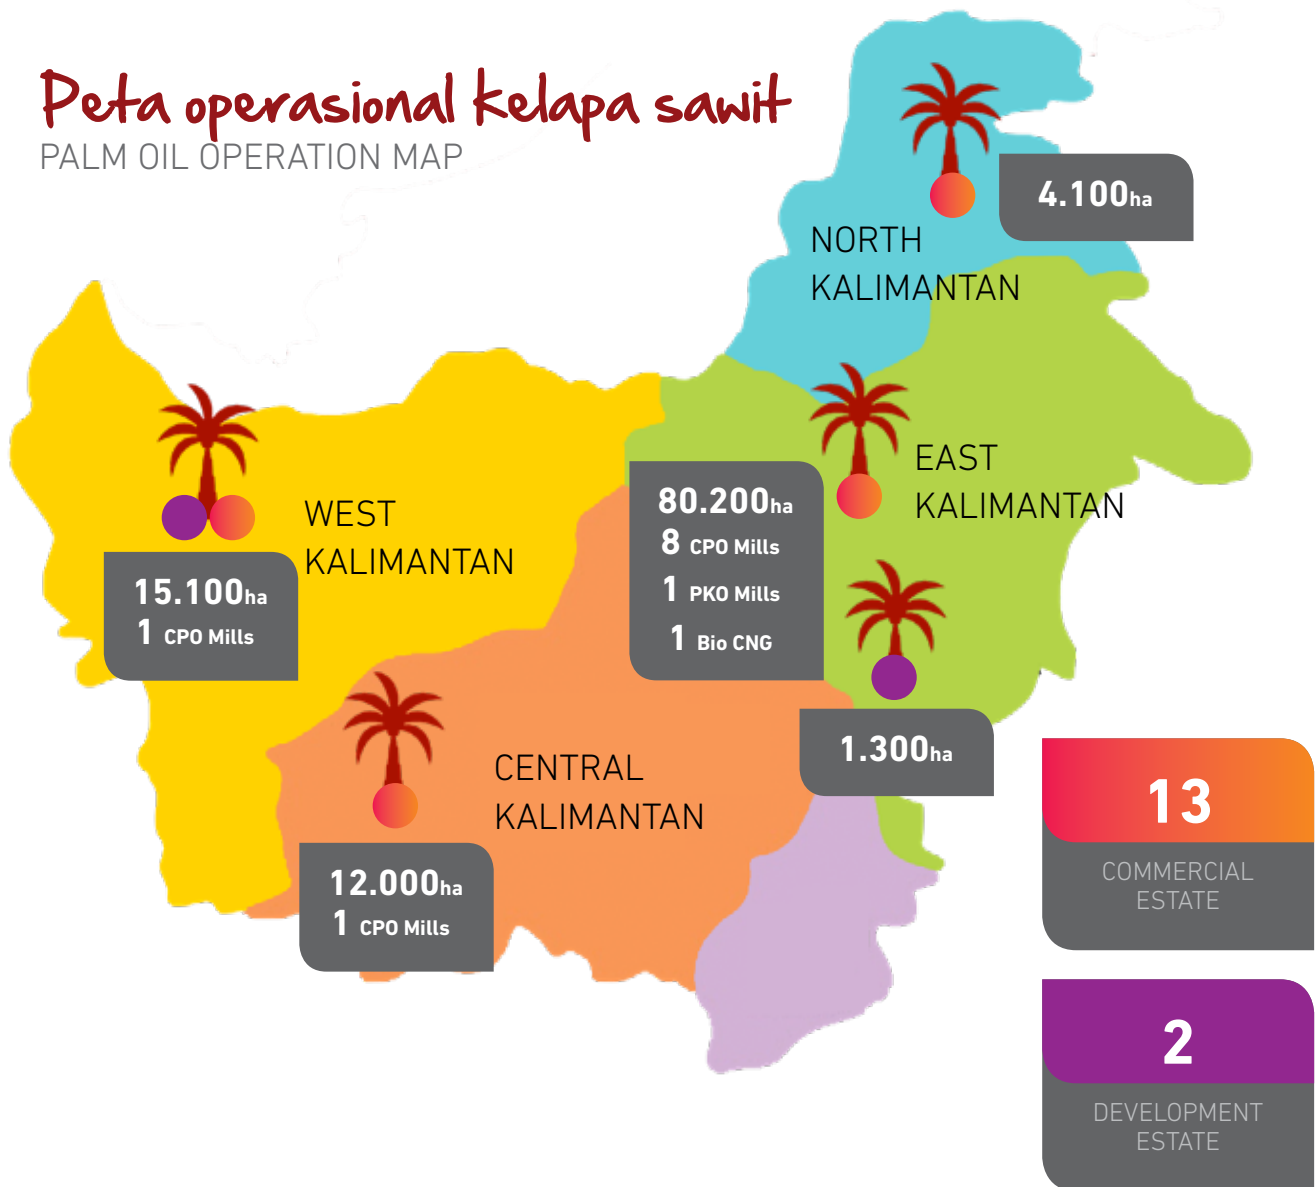 Peta operasional kelapa sawit
PALM OIL OPERATION MAP
4.100ha
NORTH
KALIMANTAN
EAST
KALIMANTAN
80.200ha
8 CPO Mills
1 PKO Mills
1 Bio CNG
WEST
KALIMANTAN
15.100ha
1 CPO Mills
1.300ha
CENTRAL
KALIMANTAN
12.000ha
1 CPO Mills
13
COMMERCIAL
ESTATE
2
DEVELOPMENT
ESTATE